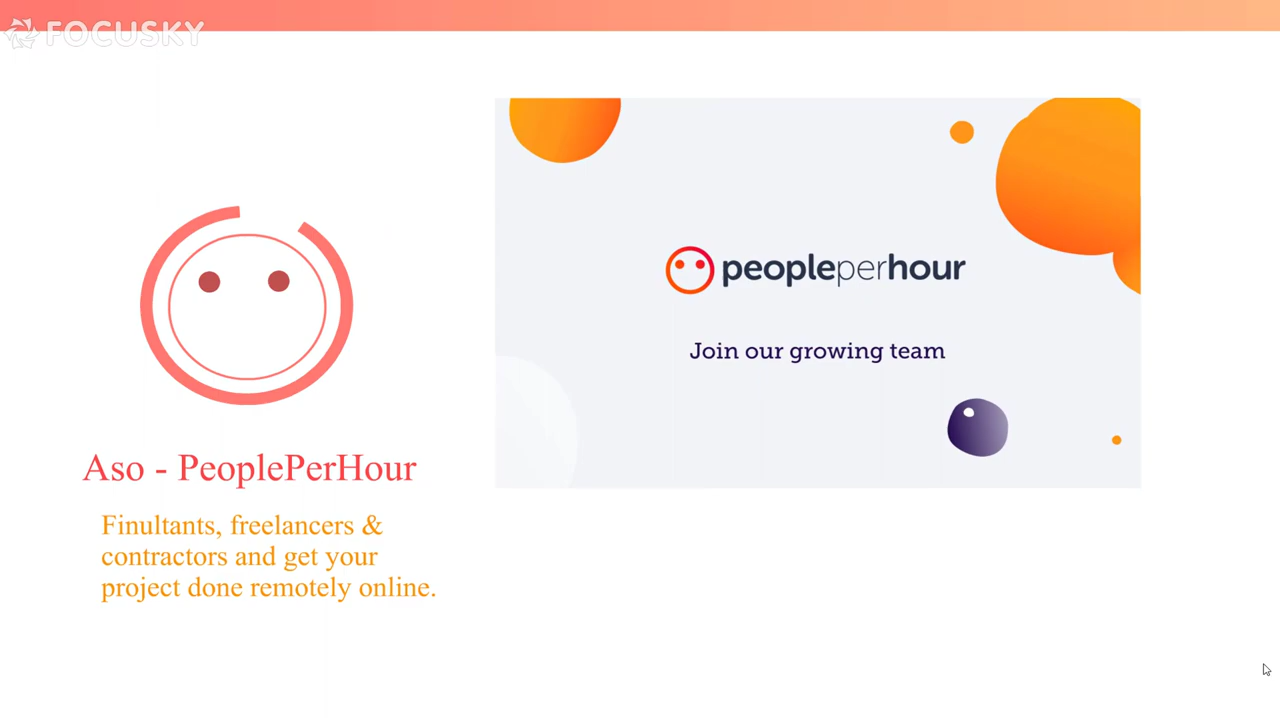 FOCUSKY
peopleperhour
Join our growing team
Aso - PeoplePerHour
Finultants, freelancers &
contractors and get your
project done remotely online.